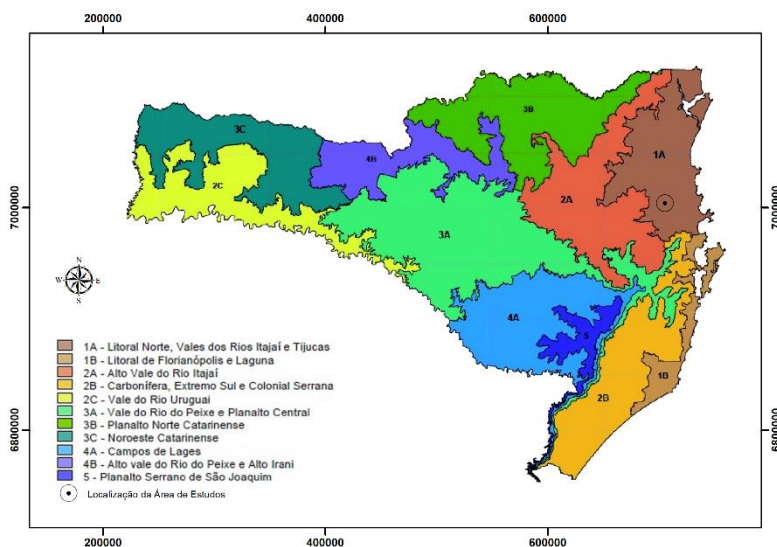 200000 400000 600000
3B
3C
1A
4B
2C
2A
7000000 7000000
3A
N
W E
S
4A
5
1A - Litoral Norte, Vales dos Rios Itajaí e Tijucas
1B - Litoral de Florianópolis e Laguna
2A - Alto Vale do Rio Itajaí
2B - Carbonífera, Extremo Sul e Colonial Serrana
2C - Vale do Rio Uruguai
3A - Vale do Rio do Peixe e Planalto Central
3B - Planalto Norte Catarinense
3C - Noroeste Catarinense
4A - Campos de Lages
4B - Alto vale do Rio do Peixe e Alto Irani
5 - Planalto Serrano de São Joaquim
Localização da Área de Estudos
1B
2B
6800000 6800000
200000 400000 600000